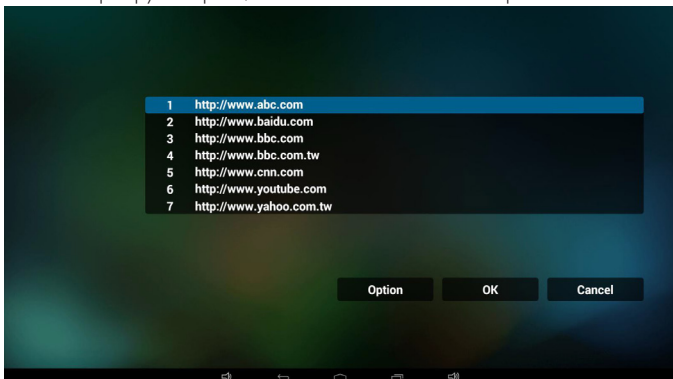 1 http://www.abc.com
2 http://www.baidu.com
3 http://www.bbc.com
4 http://www.bbc.com.tw
5 http://www.cnn.com
6 http://www.youtube.com
7 http://www.yahoo.com.tw
Option OK Cancel